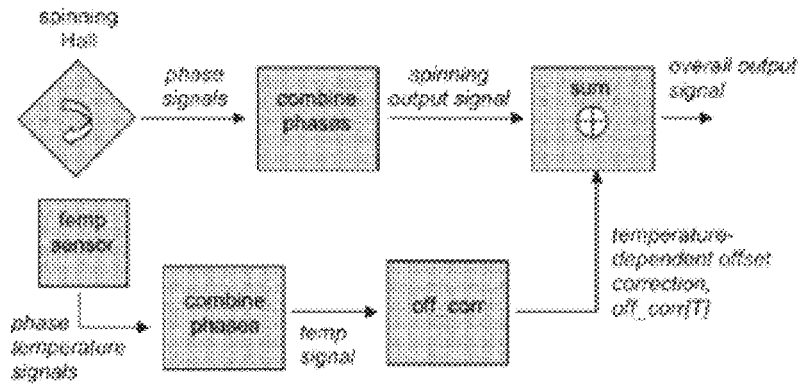 spinning
Hall
phase
signals
combine
phases
spinning
output signal
sum
overall output
signal
temp
sensor
phase
temperature
signals
combine
phases
temp
signal
off_corr
temperature-
dependent offset
correction,
off_corr[T]